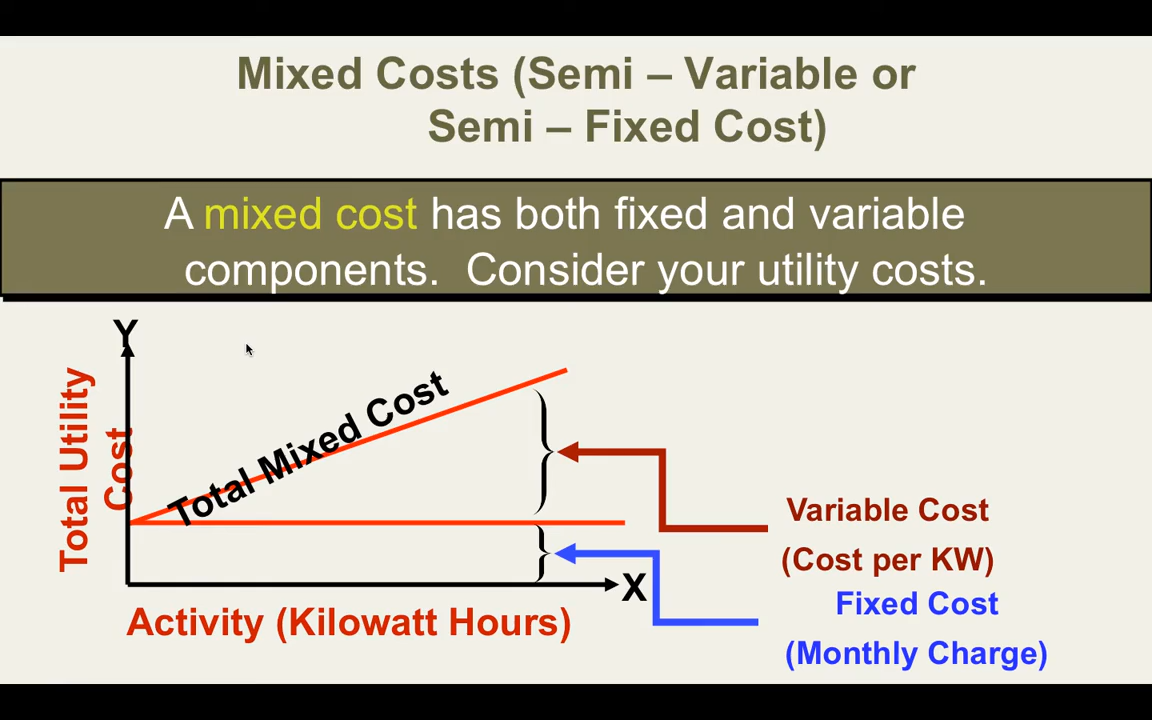 Mixed Costs (Semi – Variable or
Semi – Fixed Cost)
A mixed cost has both fixed and variable
components.  Consider your utility costs.
Y
Total Utility
Cost
Total Mixed Cost
X
Activity (Kilowatt Hours)
Variable Cost
(Cost per KW)
Fixed Cost
(Monthly Charge)